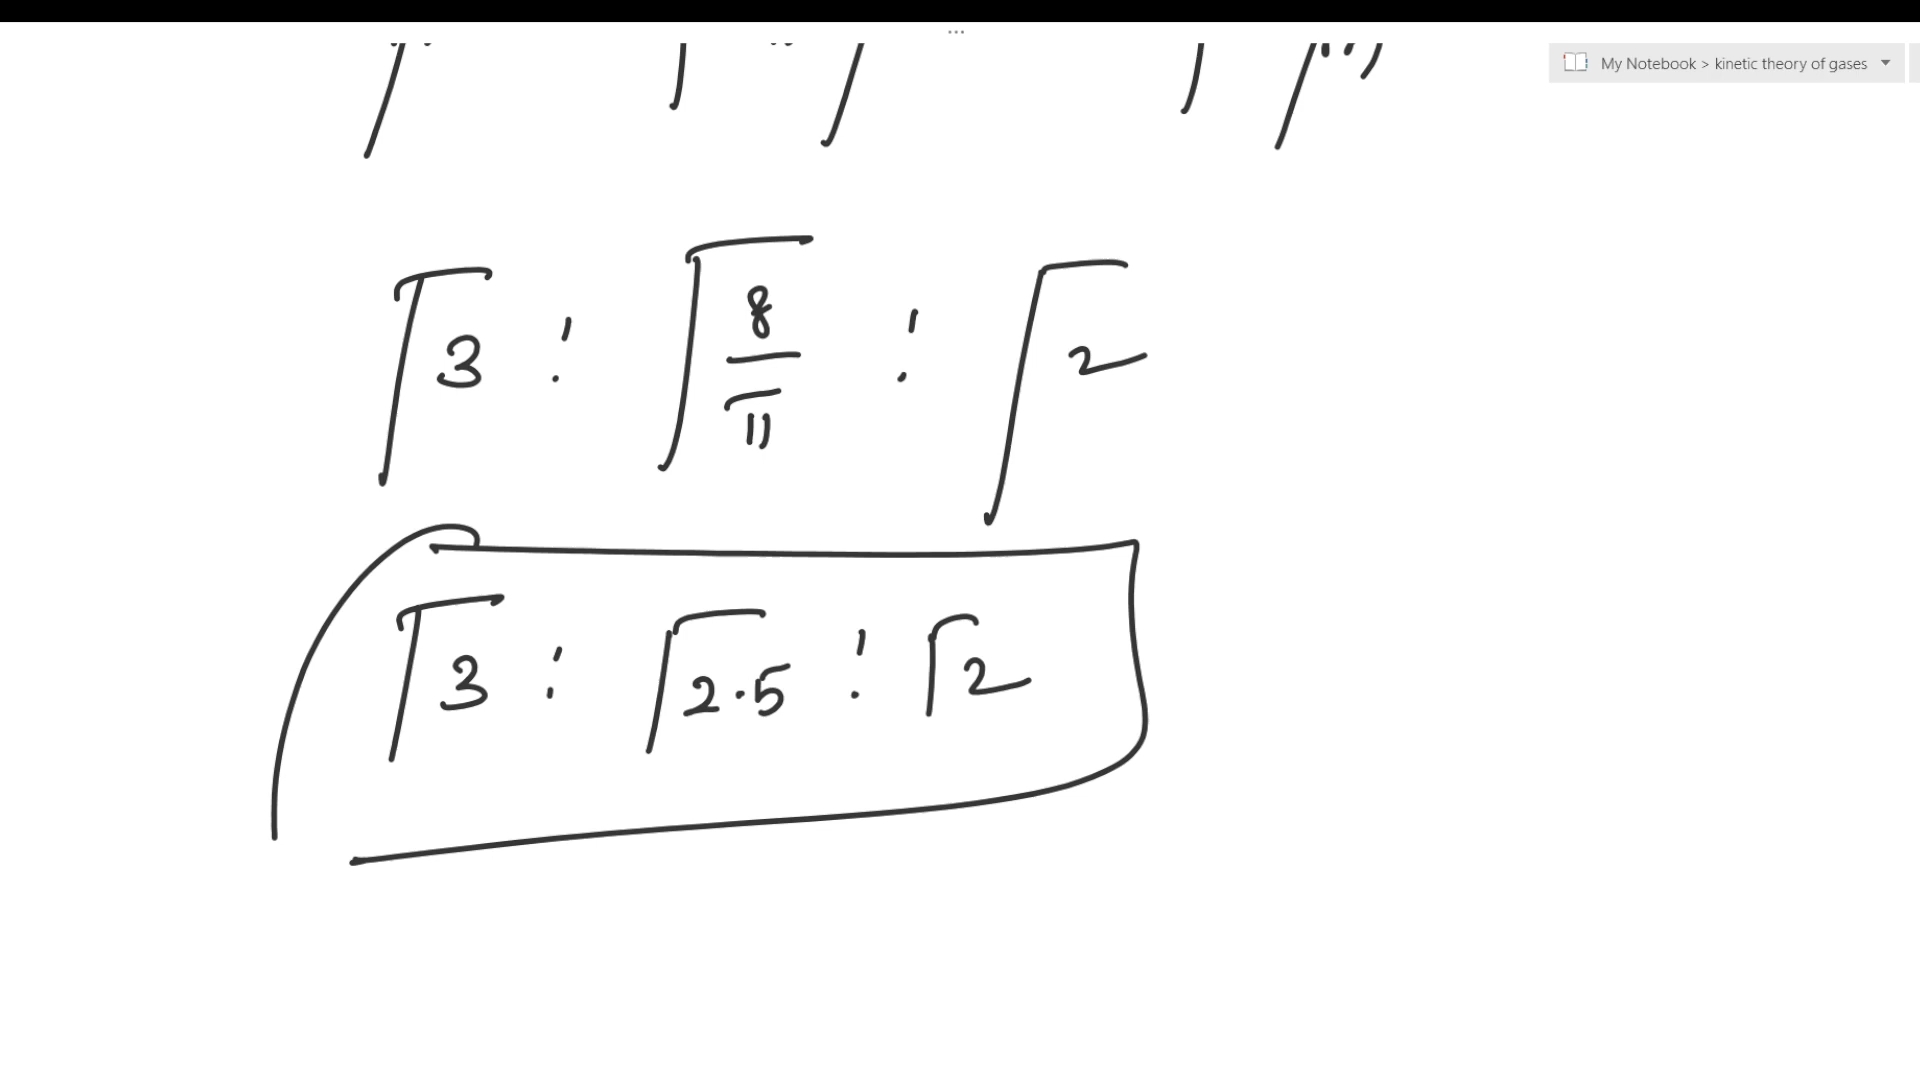 My Notebook > kinetic theory of gases
√3 : √(8/π) : √2
√3 : √2.5 : √2